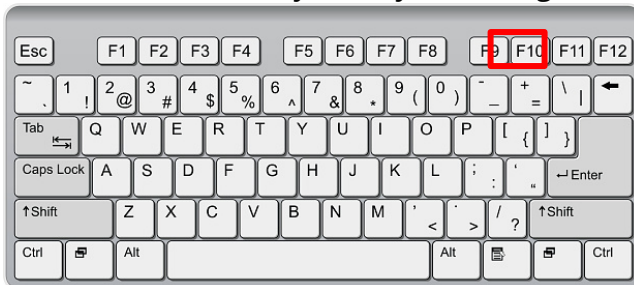 Esc F1 F2 F3 F4 F5 F6 F7 F8 F9 F10 F11 F12
~ . 1 ! 2 @ 3 # 4 $ 5 % 6 ^ 7 & 8 * 9 ( 0 ) - _ + = \ |
Tab Q W E R T Y U I O P [ { ] }
Caps Lock A S D F G H J K L ; : ' " Enter
↑Shift Z X C V B N M ' < . > / ? ↑Shift
Ctrl Alt Alt Ctrl